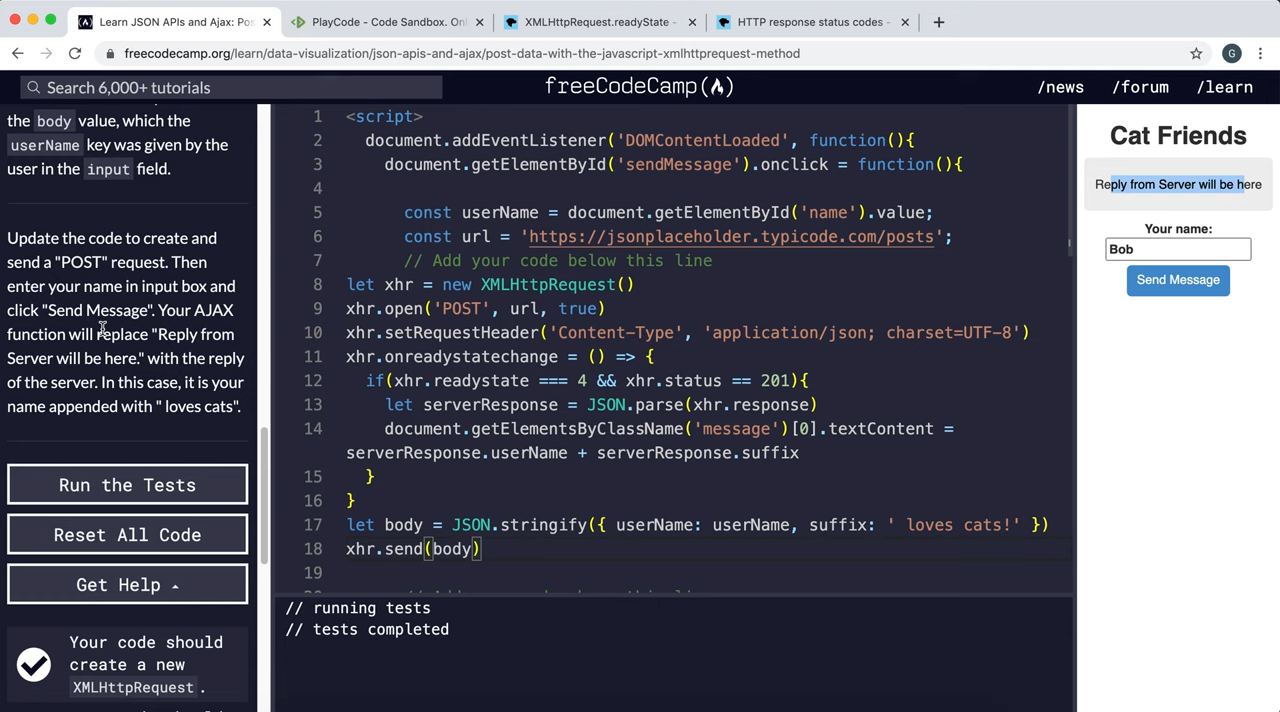 Learn JSON APIs and Ajax: Pos
PlayCode - Code Sandbox. Onl
XMLHttpRequest.readyState -
HTTP response status codes -
freecodecamp.org/learn/data-visualization/json-apis-and-ajax/post-data-with-the-javascript-xmlhttprequest-method
G
Search 6,000+ tutorials
freeCodeCamp
/news
/forum
/learn
the body value, which the
userName key was given by the
user in the input field.
Update the code to create and
send a "POST" request. Then
enter your name in input box and
click "Send Message". Your AJAX
function will replace "Reply from
Server will be here." with the reply
of the server. In this case, it is your
name appended with " loves cats".
Run the Tests
Reset All Code
Get Help
Your code should
create a new
XMLHttpRequest .
1 <script>
2 document.addEventListener('DOMContentLoaded', function(){
3 document.getElementById('sendMessage').onclick = function(){
4
5 const userName = document.getElementById('name').value;
6 const url = 'https://jsonplaceholder.typicode.com/posts';
7 // Add your code below this line
8 let xhr = new XMLHttpRequest()
9 xhr.open('POST', url, true)
10 xhr.setRequestHeader('Content-Type', 'application/json; charset=UTF-8')
11 xhr.onreadystatechange = () => {
12 if(xhr.readystate === 4 && xhr.status == 201){
13 let serverResponse = JSON.parse(xhr.response)
14 document.getElementsByClassName('message')[0].textContent =
serverResponse.userName + serverResponse.suffix
15 }
16 }
17 let body = JSON.stringify({ userName: userName, suffix: ' loves cats!' })
18 xhr.send(body)
19
// running tests
// tests completed
Cat Friends
Reply from Server will be here
Your name:
Bob
Send Message